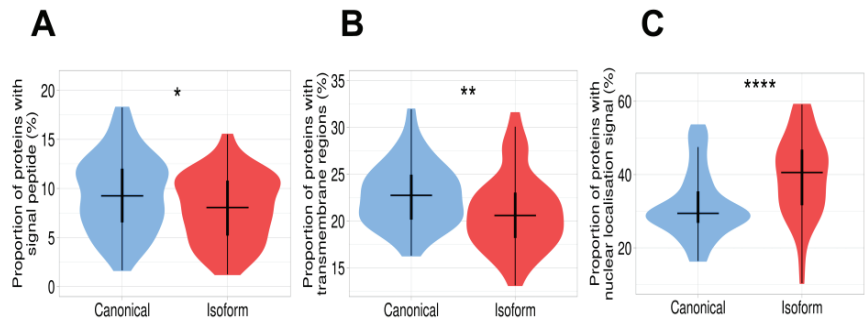 A
B
C
Proportion of proteins with
signal peptide (%)
20
15
10
5
0
*
Canonical
Isoform
Proportion of proteins with
transmembrane regions (%)
35
30
25
20
15
**
Canonical
Isoform
Proportion of proteins with
nuclear localisation signal (%)
60
40
20
****
Canonical
Isoform